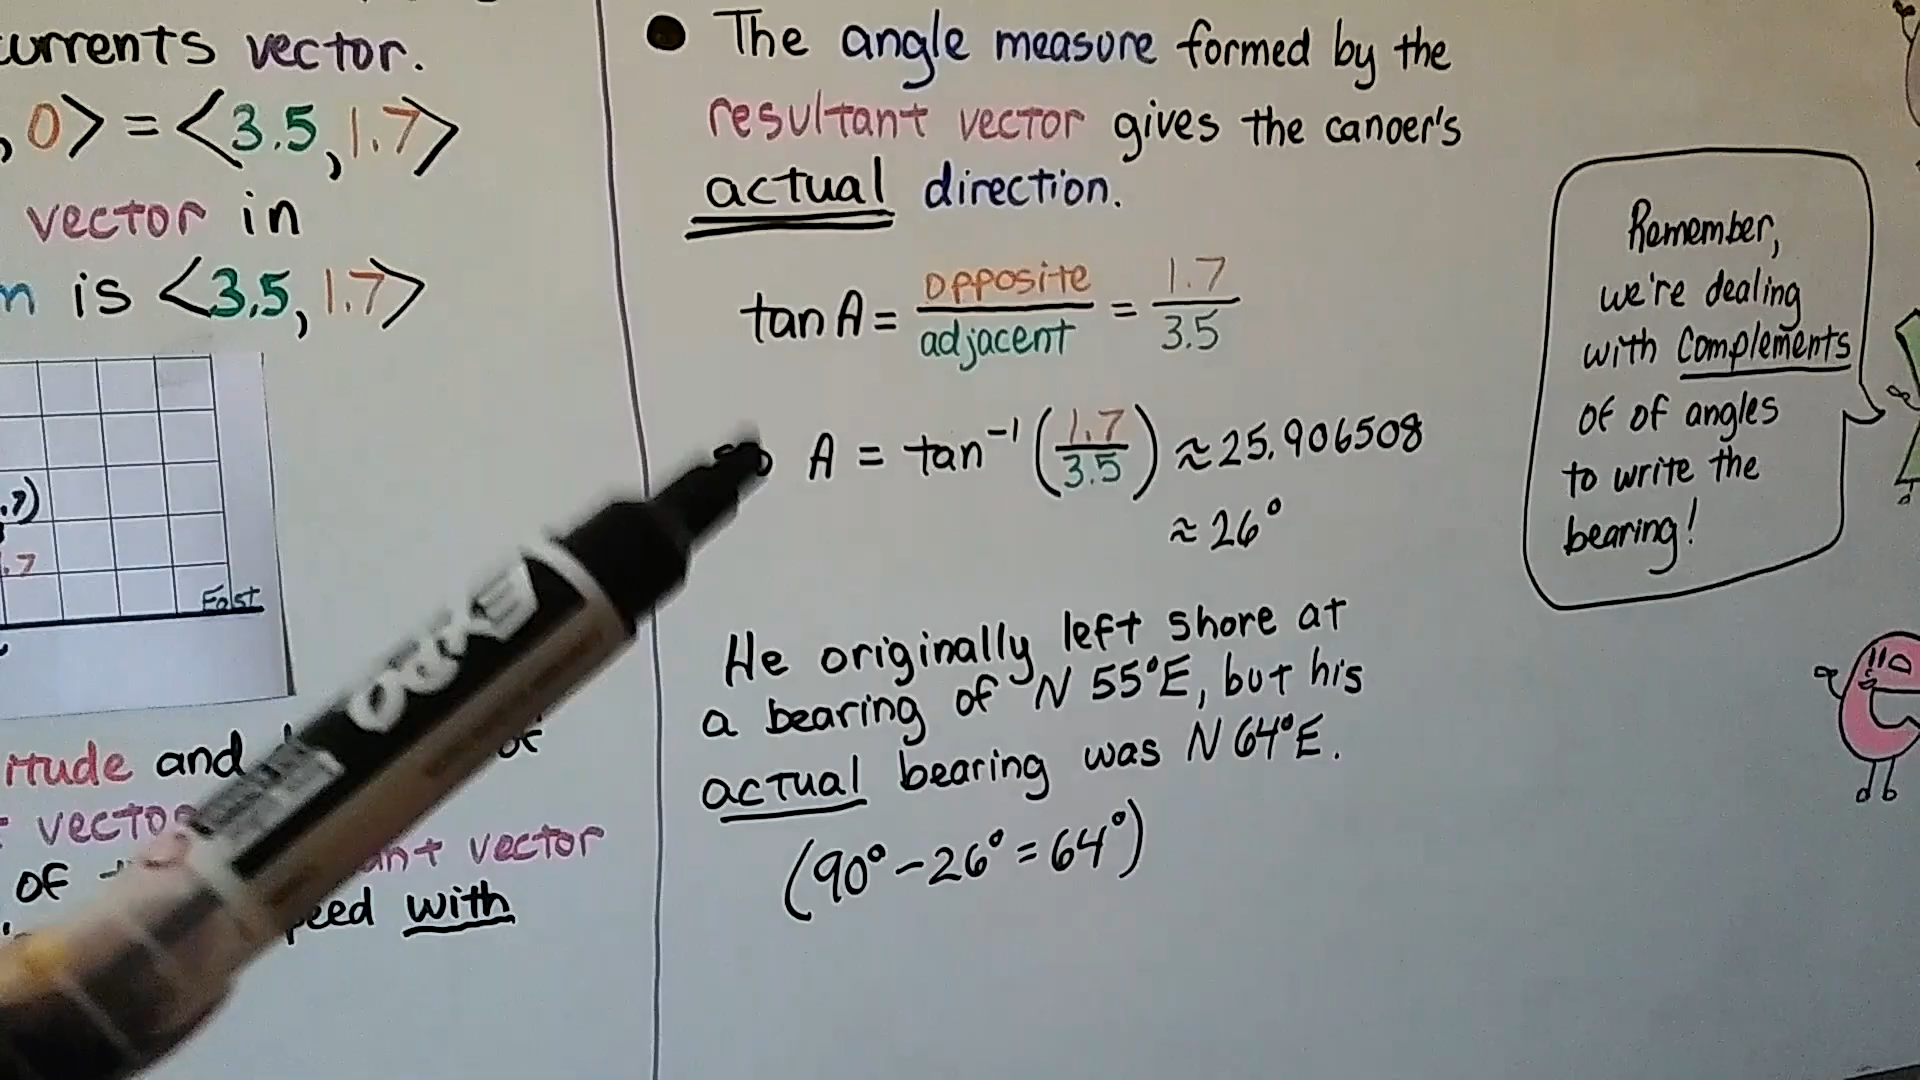 currents vector.
, 0> = <3.5, 1.7>
vector in
is <3.5, 1.7>
.7)
.7
East
and
vector
vector
of
with
• The angle measure formed by the
resultant vector gives the canoer's
actual direction.
tan A = opposite/adjacent = 1.7/3.5
A = tan⁻¹(1.7/3.5) ≈ 25.906508
≈ 26°
He originally left shore at
a bearing of N 55°E, but his
actual bearing was N 64°E.
(90° – 26° = 64°)
Remember,
we're dealing
with complements
of of angles
to write the
bearing!
EXPO